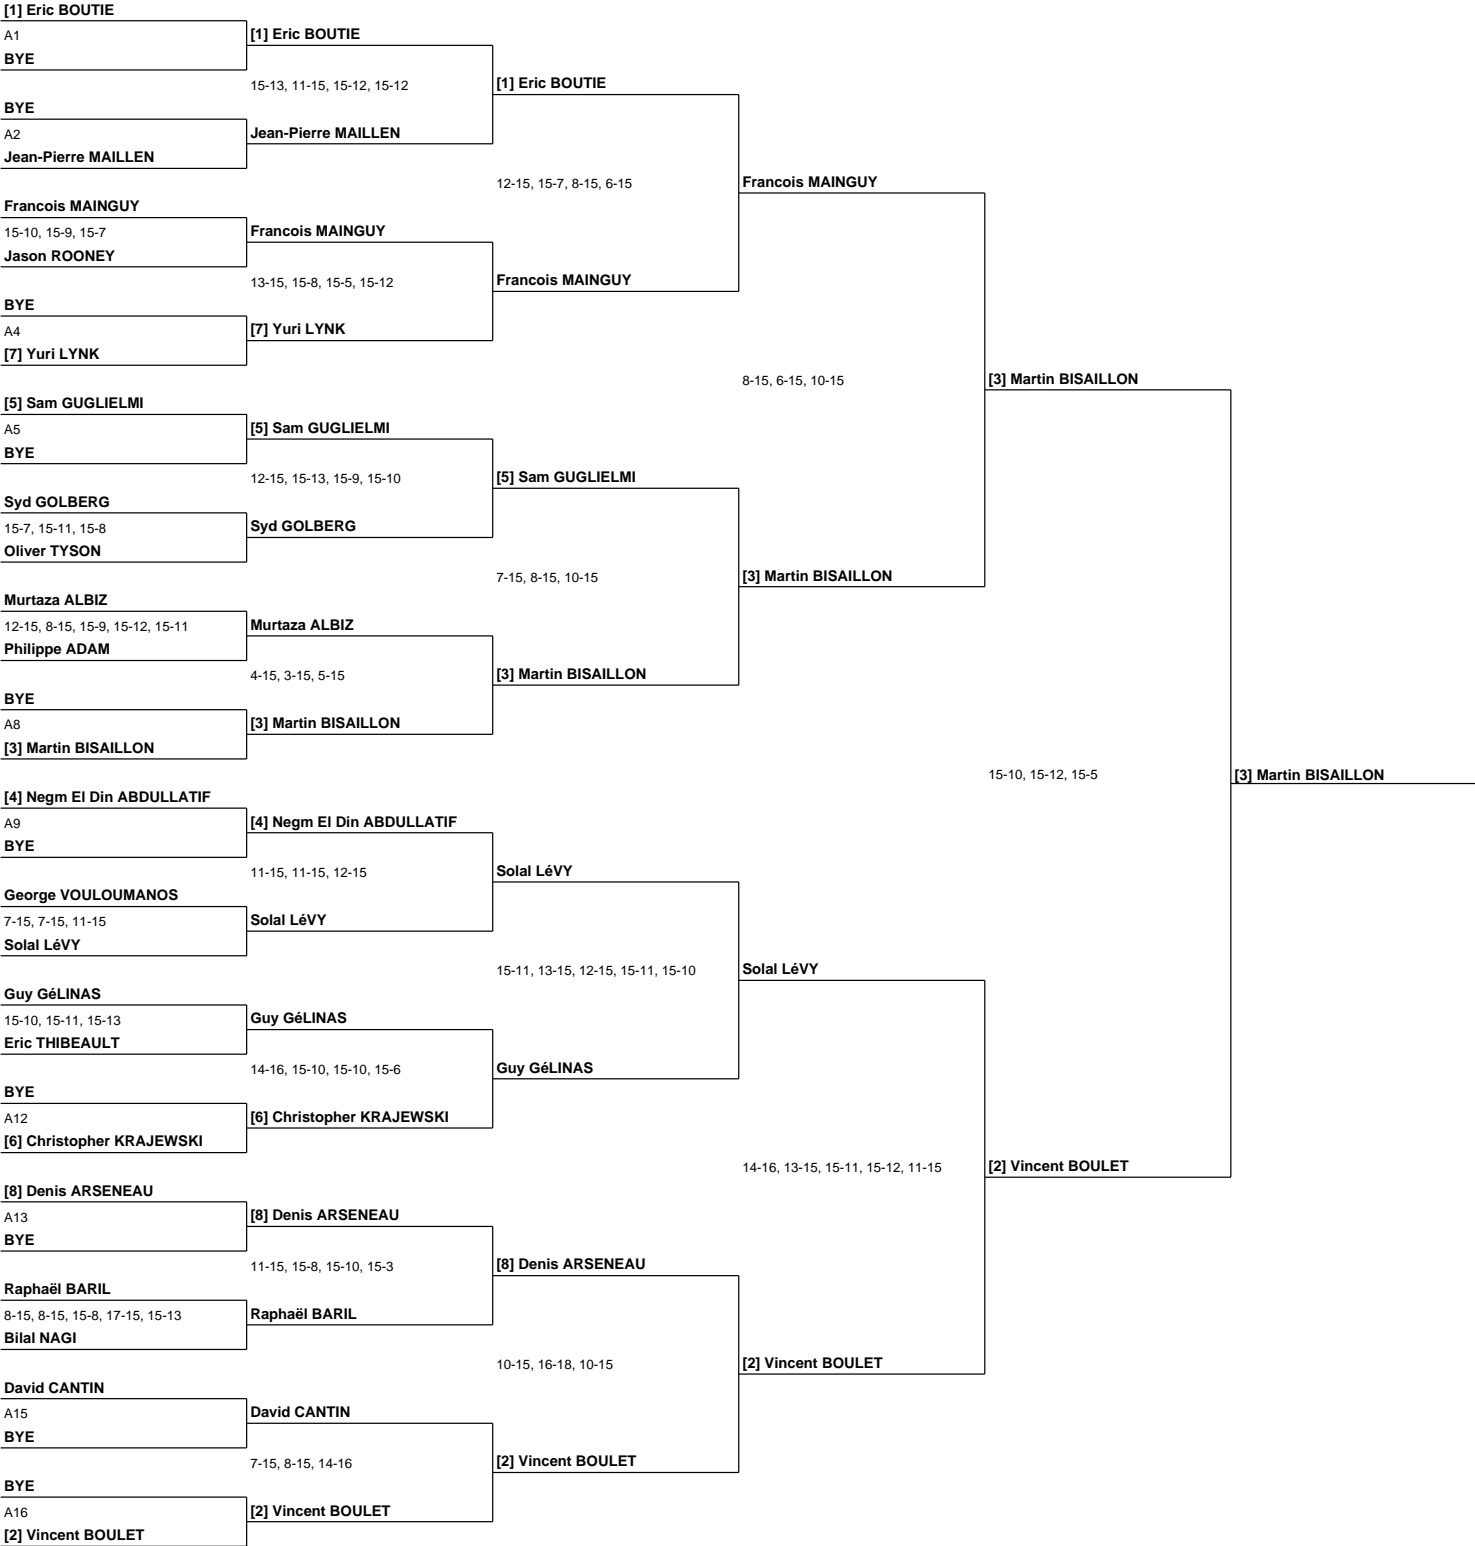 [1] Eric BOUTIE
A1
BYE
BYE
A2
Jean-Pierre MAILLEN
Francois MAINGUY
15-10, 15-9, 15-7
Jason ROONEY
BYE
A4
[7] Yuri LYNK
[5] Sam GUGLIELMI
A5
BYE
Syd GOLBERG
15-7, 15-11, 15-8
Oliver TYSON
Murtaza ALBIZ
12-15, 8-15, 15-9, 15-12, 15-11
Philippe ADAM
BYE
A8
[3] Martin BISAILLON
[4] Negm El Din ABDULLATIF
A9
BYE
George VOULOUMANOS
7-15, 7-15, 11-15
Solal LéVY
Guy GéLINAS
15-10, 15-11, 15-13
Eric THIBEAULT
BYE
A12
[6] Christopher KRAJEWSKI
[8] Denis ARSENEAU
A13
BYE
Raphaël BARIL
8-15, 8-15, 15-8, 17-15, 15-13
Bilal NAGI
David CANTIN
A15
BYE
BYE
A16
[2] Vincent BOULET
[1] Eric BOUTIE
15-13, 11-15, 15-12, 15-12
Jean-Pierre MAILLEN
Francois MAINGUY
13-15, 15-8, 15-5, 15-12
[7] Yuri LYNK
[5] Sam GUGLIELMI
12-15, 15-13, 15-9, 15-10
Syd GOLBERG
Murtaza ALBIZ
4-15, 3-15, 5-15
[3] Martin BISAILLON
[4] Negm El Din ABDULLATIF
11-15, 11-15, 12-15
Solal LéVY
Guy GéLINAS
14-16, 15-10, 15-10, 15-6
[6] Christopher KRAJEWSKI
[8] Denis ARSENEAU
11-15, 15-8, 15-10, 15-3
Raphaël BARIL
David CANTIN
7-15, 8-15, 14-16
[2] Vincent BOULET
[1] Eric BOUTIE
12-15, 15-7, 8-15, 6-15
Francois MAINGUY
[5] Sam GUGLIELMI
7-15, 8-15, 10-15
[3] Martin BISAILLON
Solal LéVY
15-11, 13-15, 12-15, 15-11, 15-10
Guy GéLINAS
[8] Denis ARSENEAU
10-15, 16-18, 10-15
[2] Vincent BOULET
Francois MAINGUY
8-15, 6-15, 10-15
[3] Martin BISAILLON
Solal LéVY
14-16, 13-15, 15-11, 15-12, 11-15
[2] Vincent BOULET
[3] Martin BISAILLON
15-10, 15-12, 15-5
[2] Vincent BOULET
[3] Martin BISAILLON